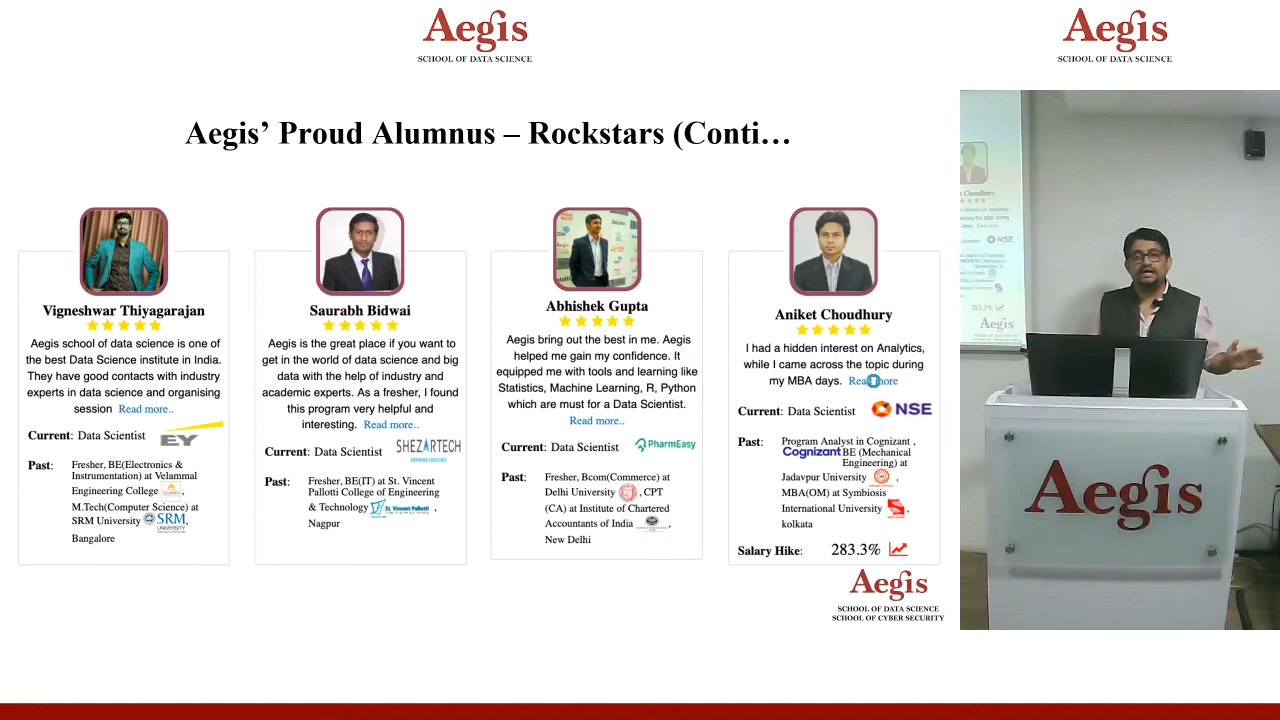 Aegis
SCHOOL OF DATA SCIENCE
Aegis
SCHOOL OF DATA SCIENCE
Aegis’ Proud Alumnus – Rockstars (Conti…
Vigneshwar Thiyagarajan
Aegis school of data science is one of
the best Data Science institute in India.
They have good contacts with industry
experts in data science and organising
session Read more..
Current: Data Scientist EY
Past: Fresher, BE(Electronics &
Instrumentation) at Velammal
Engineering College ,
M.Tech(Computer Science) at
SRM University SRM ,
Bangalore
Saurabh Bidwai
Aegis is the great place if you want to
get in the world of data science and big
data with the help of industry and
academic experts. As a fresher, I found
this program very helpful and
interesting. Read more..
Current: Data Scientist SHEZARTECH
Past: Fresher, BE(IT) at St. Vincent
Pallotti College of Engineering
& Technology St. Vincent Pallotti ,
Nagpur
Abhishek Gupta
Aegis bring out the best in me. Aegis
helped me gain my confidence. It
equipped me with tools and learning like
Statistics, Machine Learning, R, Python
which are must for a Data Scientist.
Read more..
Current: Data Scientist PharmEasy
Past: Fresher, Bcom(Commerce) at
Delhi University , CPT
(CA) at Institute of Chartered
Accountants of India ,
New Delhi
Aniket Choudhury
I had a hidden interest on Analytics,
while I came across the topic during
my MBA days. Read more
Current: Data Scientist NSE
Past: Program Analyst in Cognizant ,
Cognizant BE (Mechanical
Engineering) at
Jadavpur University ,
MBA(OM) at Symbiosis
International University ,
kolkata
Salary Hike: 283.3%
Aegis
SCHOOL OF DATA SCIENCE
SCHOOL OF CYBER SECURITY
NSE
283.3%
Aegis
Aegis